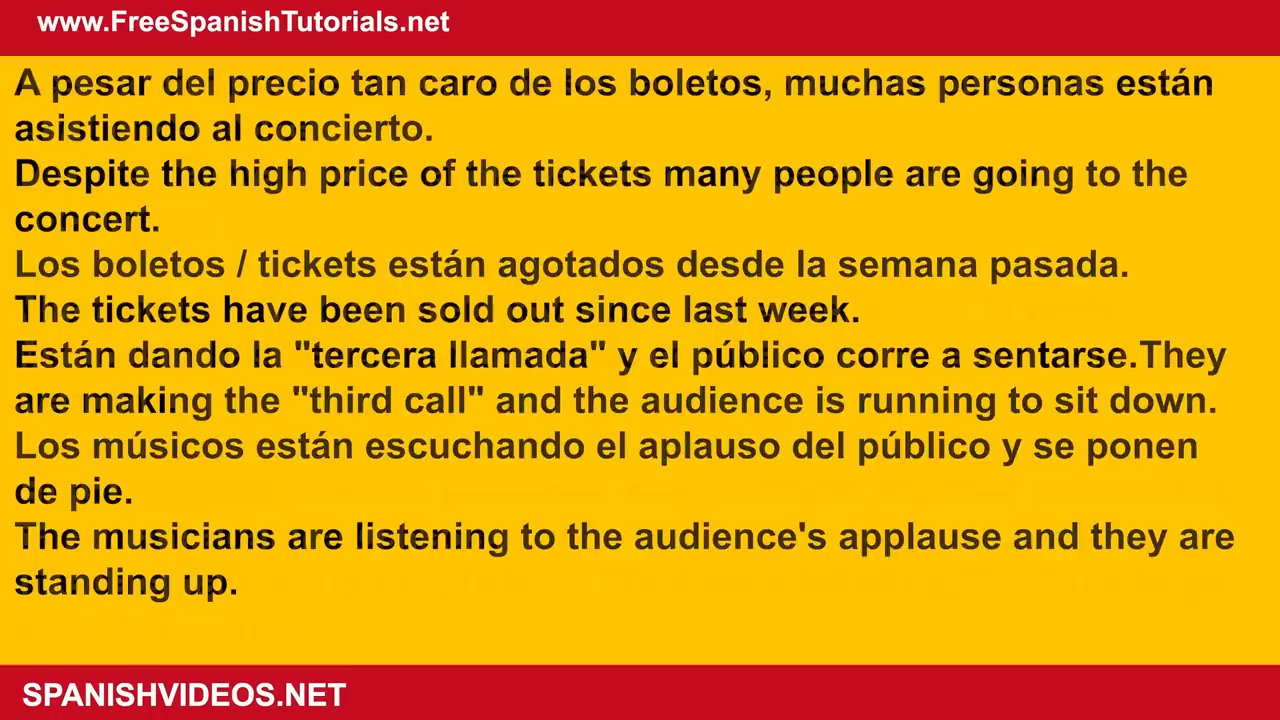 www.FreeSpanishTutorials.net
A pesar del precio tan caro de los boletos, muchas personas están
asistiendo al concierto.
Despite the high price of the tickets many people are going to the
concert.
Los boletos / tickets están agotados desde la semana pasada.
The tickets have been sold out since last week.
Están dando la "tercera llamada" y el público corre a sentarse.They
are making the "third call" and the audience is running to sit down.
Los músicos están escuchando el aplauso del público y se ponen
de pie.
The musicians are listening to the audience's applause and they are
standing up.
SPANISHVIDEOS.NET